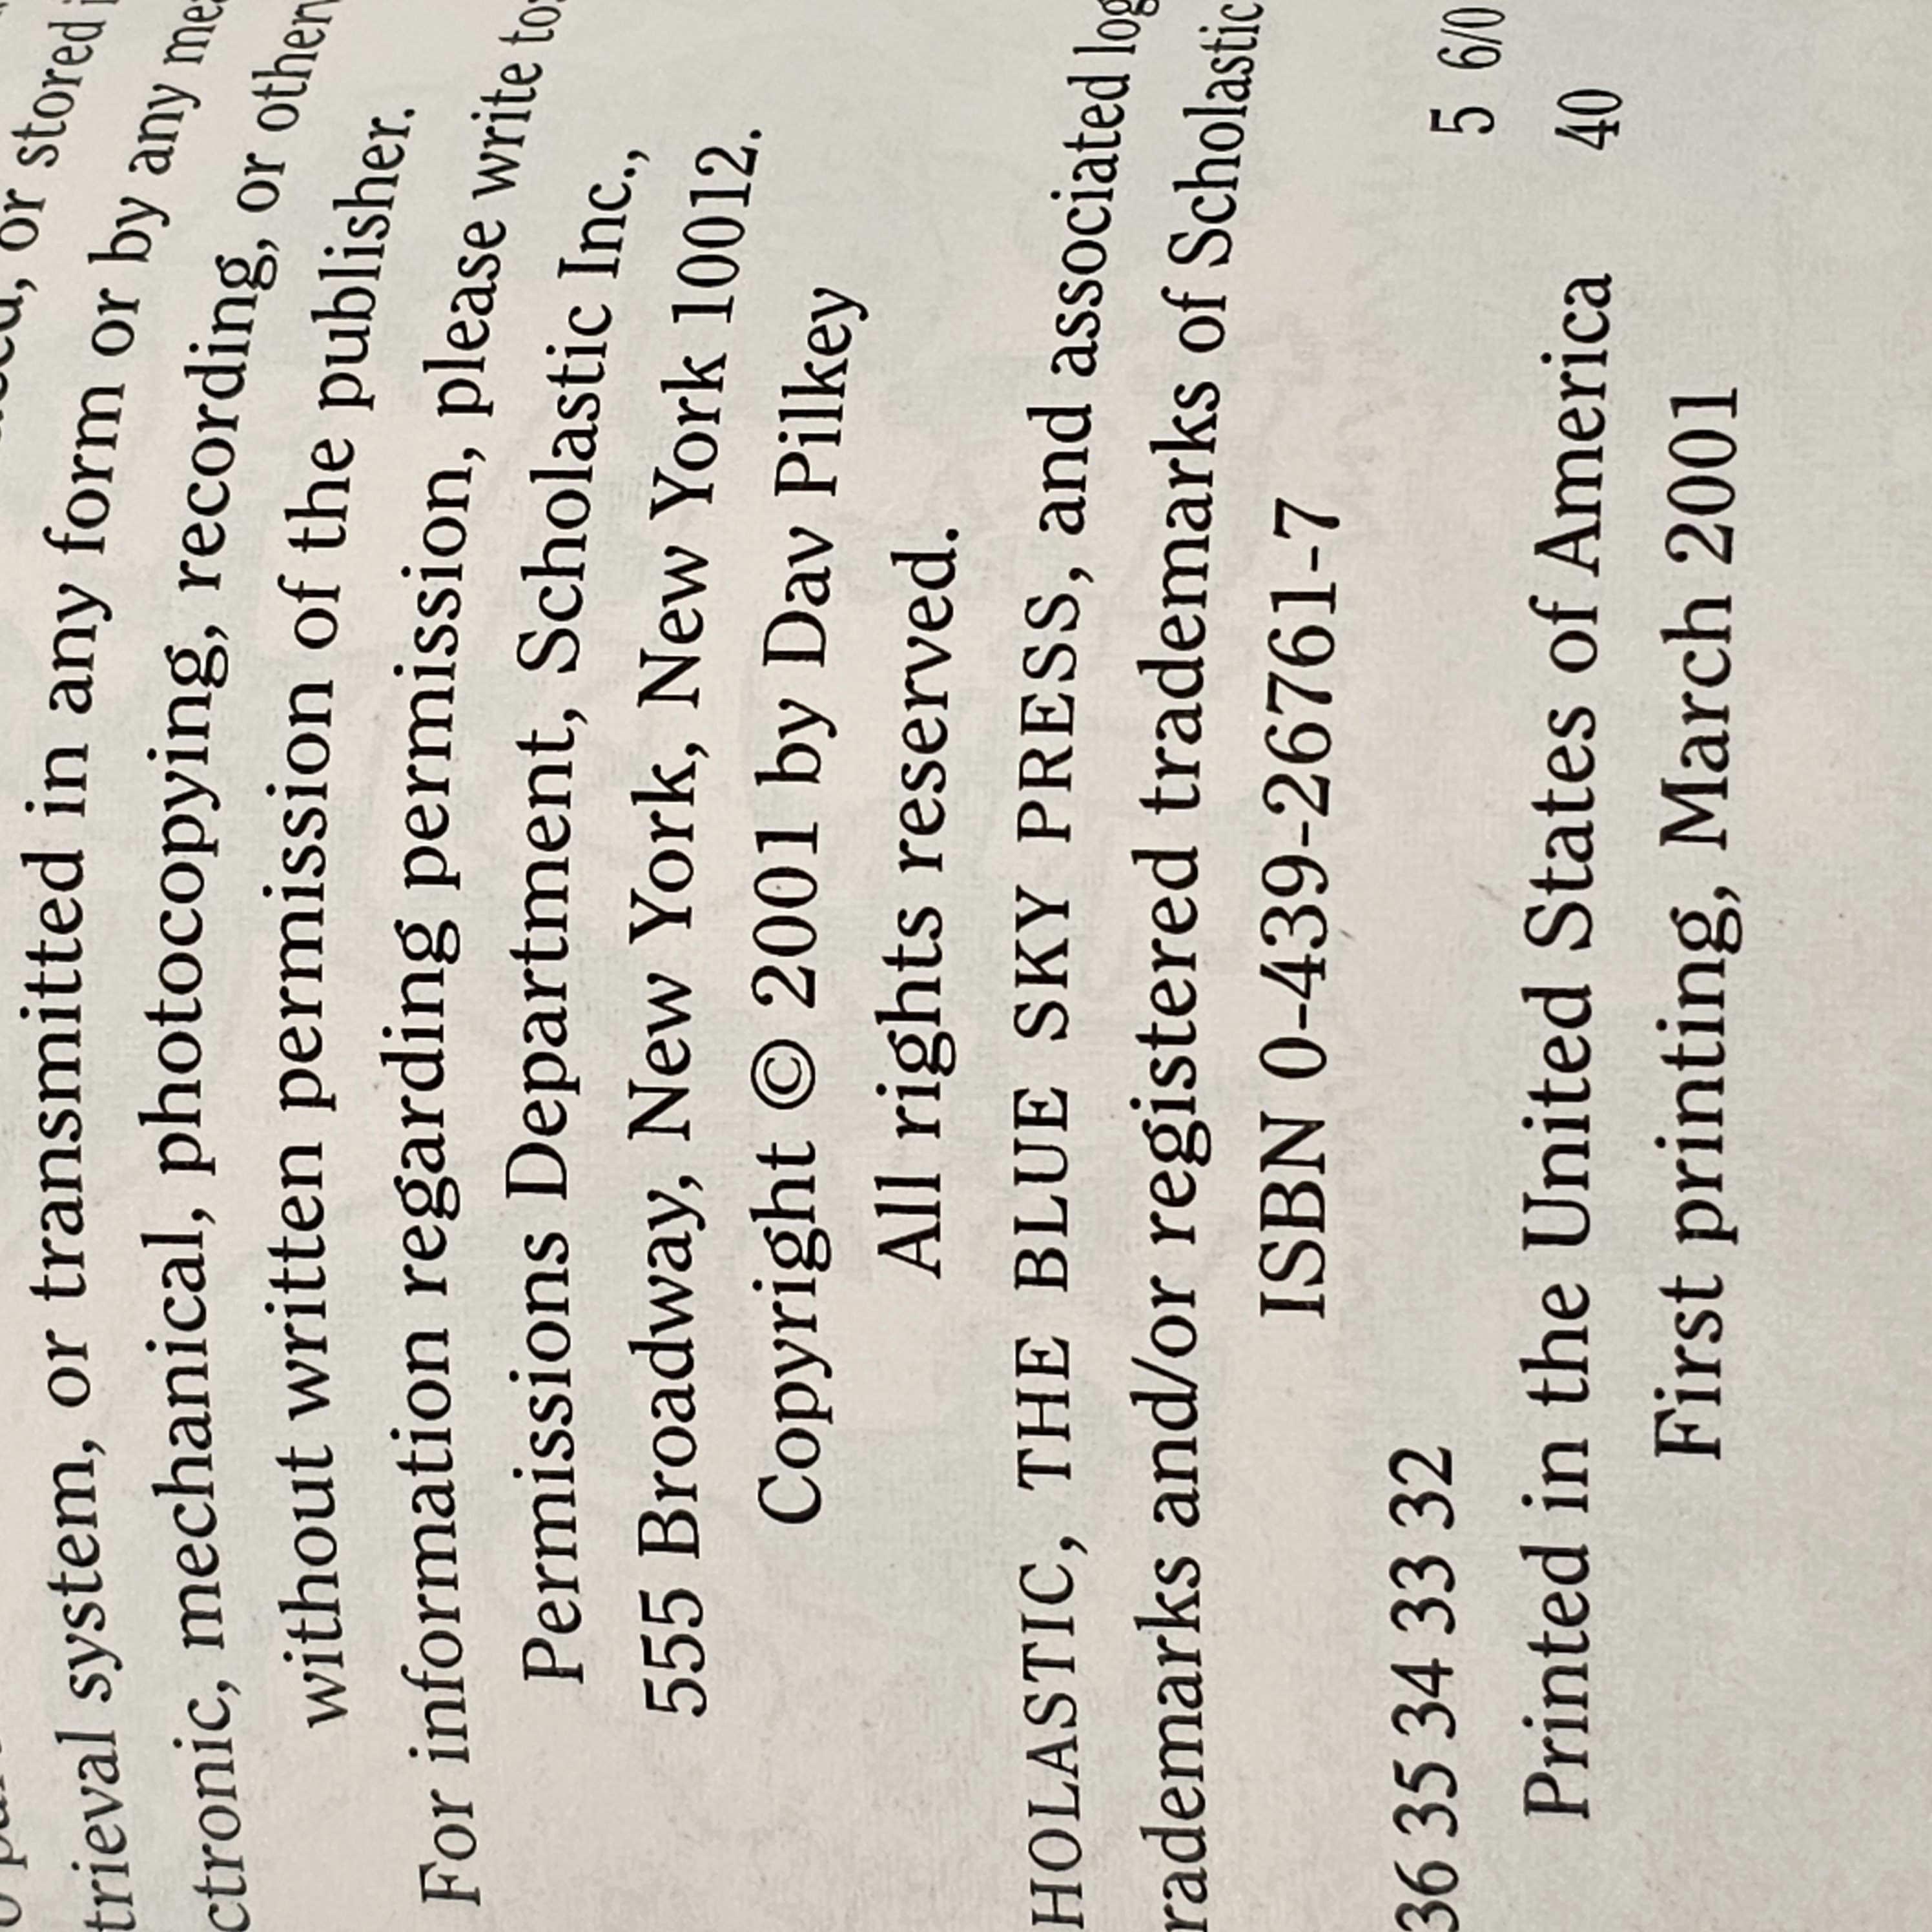 or stored
trieval system, or transmitted in any form or by any
ctronic, mechanical, photocopying, recording, or
without written permission of the publisher.
For information regarding permission, please write to:
Permissions Department, Scholastic Inc.,
555 Broadway, New York, New York 10012.
Copyright © 2001 by Dav Pilkey
All rights reserved.
HOLASTIC, THE BLUE SKY PRESS, and associated log
rademarks and/or registered trademarks of Scholastic
ISBN 0-439-26761-7
36 35 34 33 32 5 6/0
Printed in the United States of America 40
First printing, March 2001